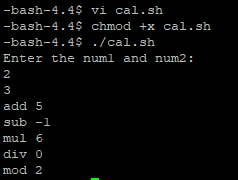 -bash-4.4$ vi cal.sh
-bash-4.4$ chmod +x cal.sh
-bash-4.4$ ./cal.sh
Enter the num1 and num2:
2
3
add 5
sub -1
mul 6
div 0
mod 2